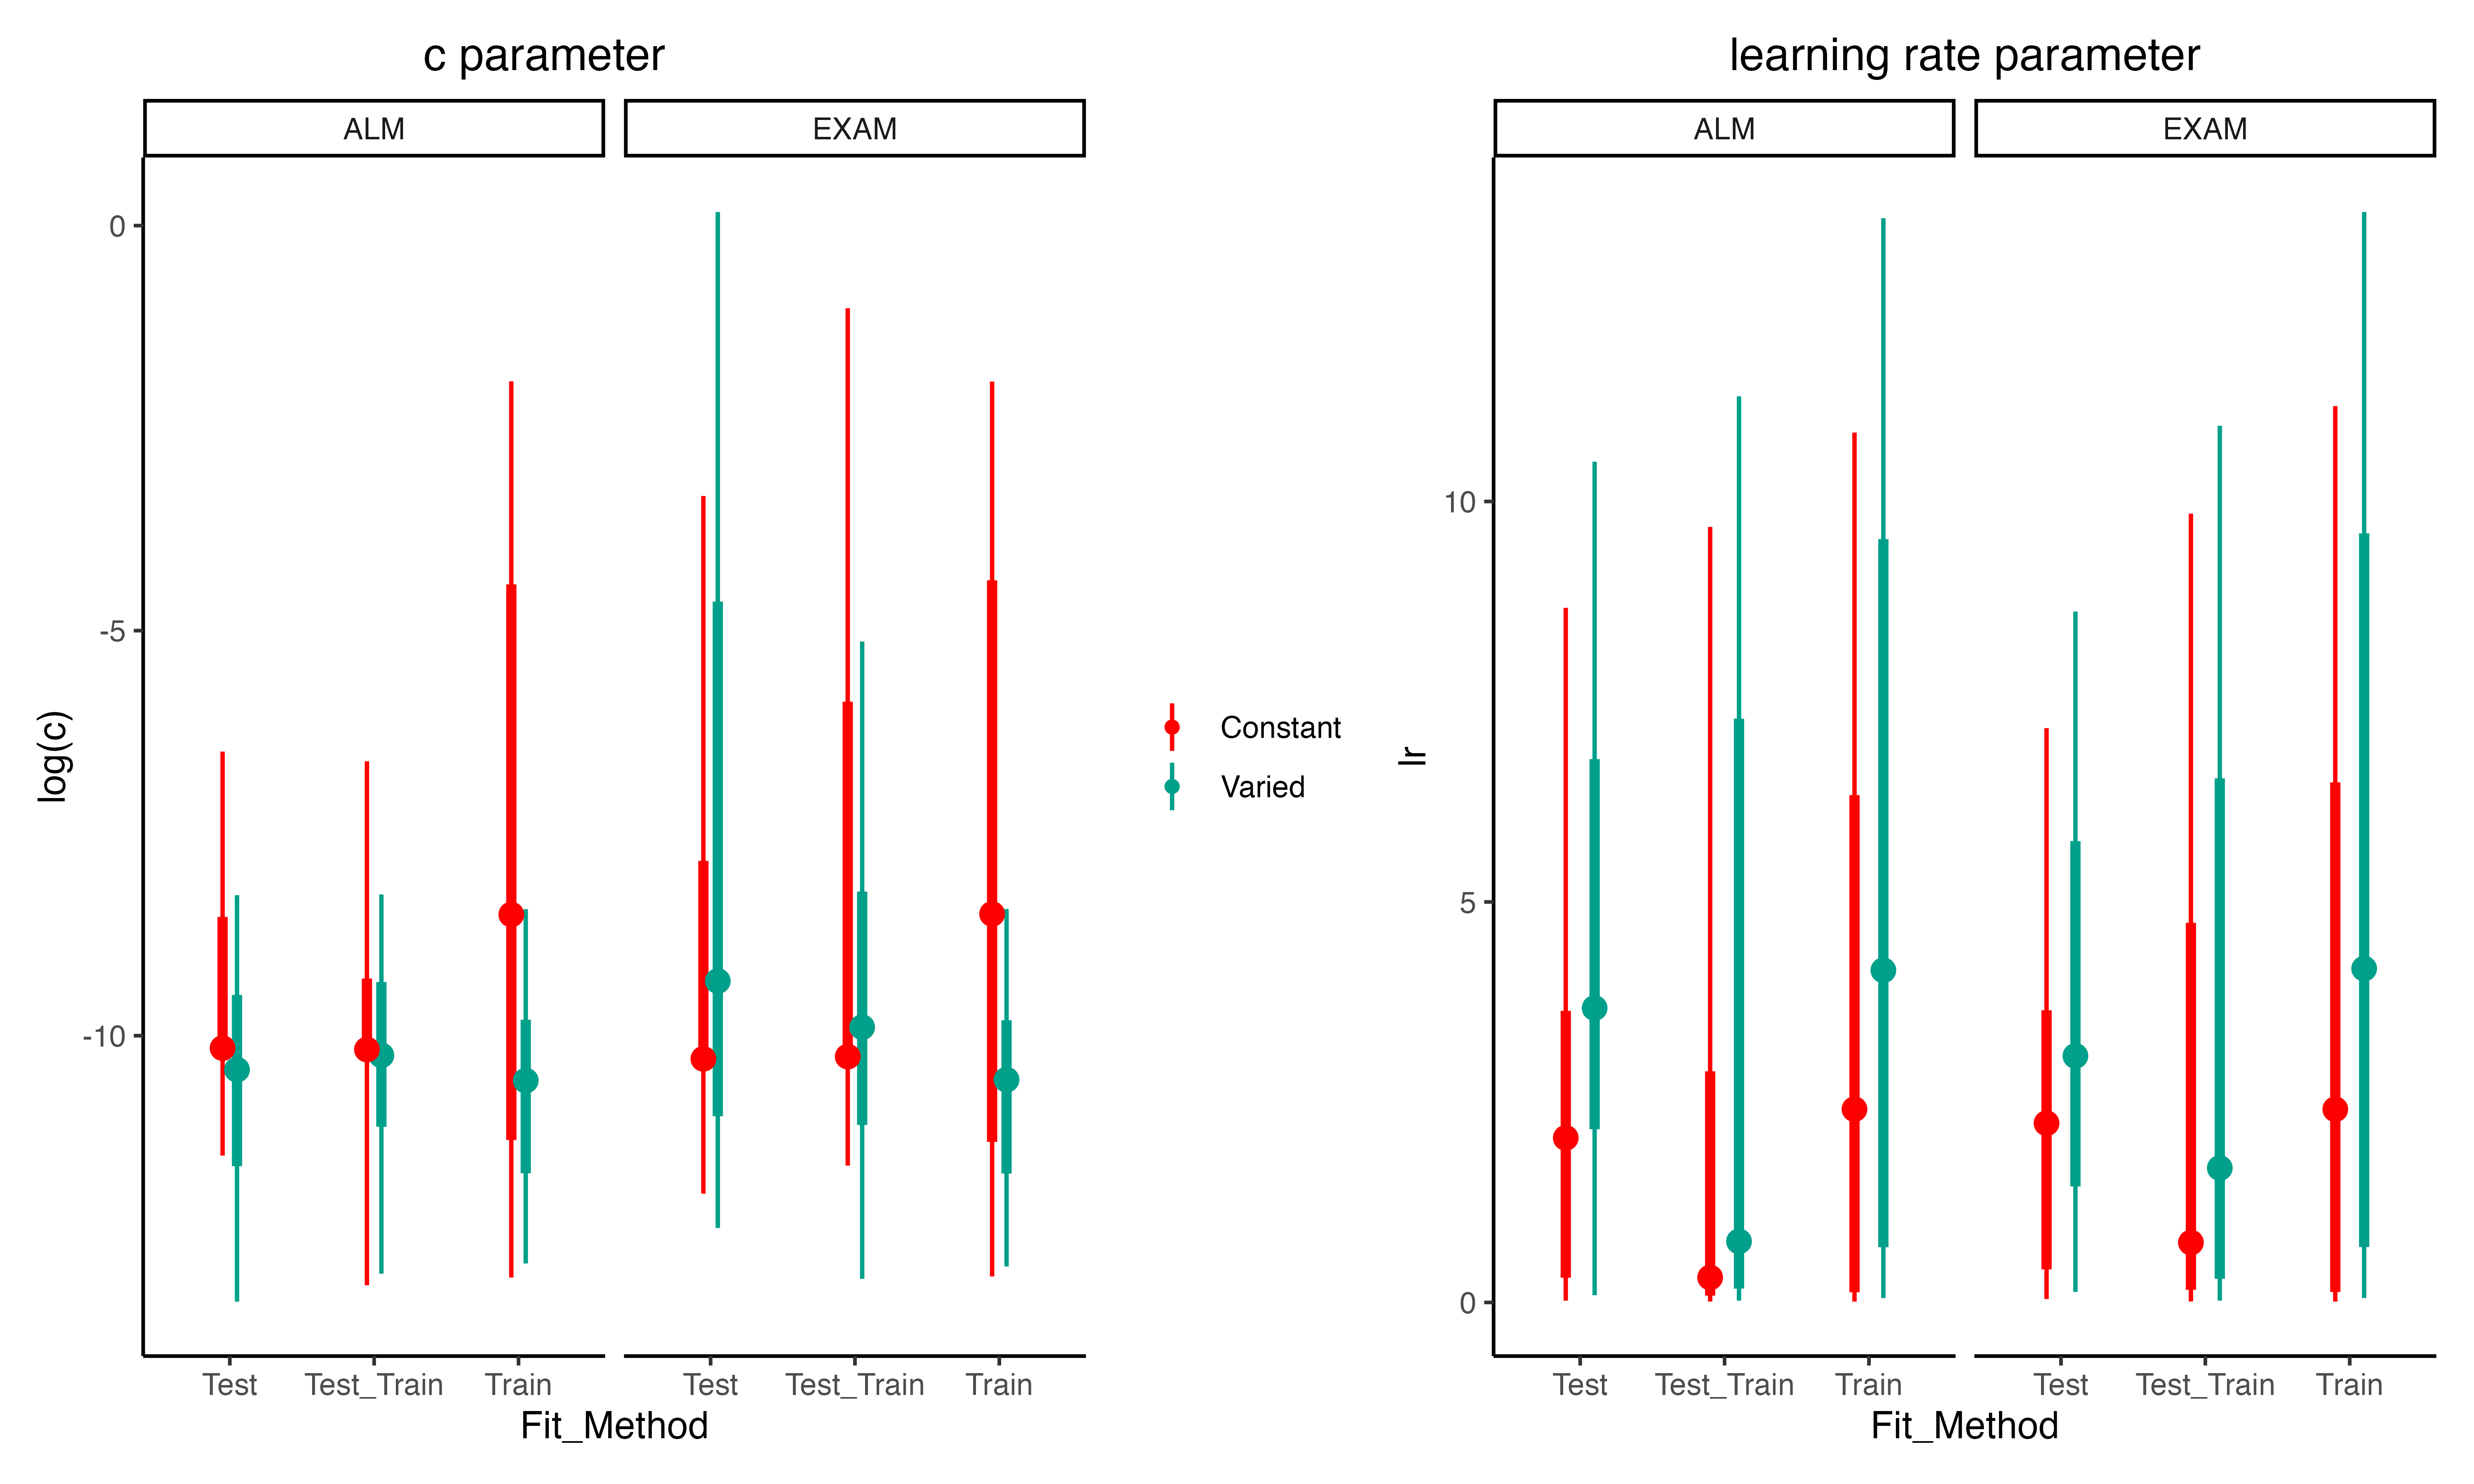 c parameter
learning rate parameter
ALM
EXAM
ALM
EXAM
0
-5
-10
log(c)
Test
Test_Train
Train
Test
Test_Train
Train
Fit_Method
Constant
Varied
10
5
0
lr
Test
Test_Train
Train
Test
Test_Train
Train
Fit_Method